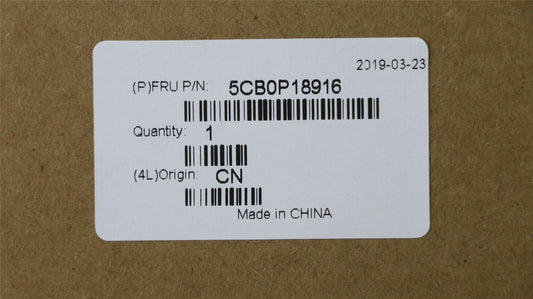 2019-03-23
(P)FRU P/N: 5CB0P18916
Quantity: 1
(4L)Origin: CN
Made in CHINA